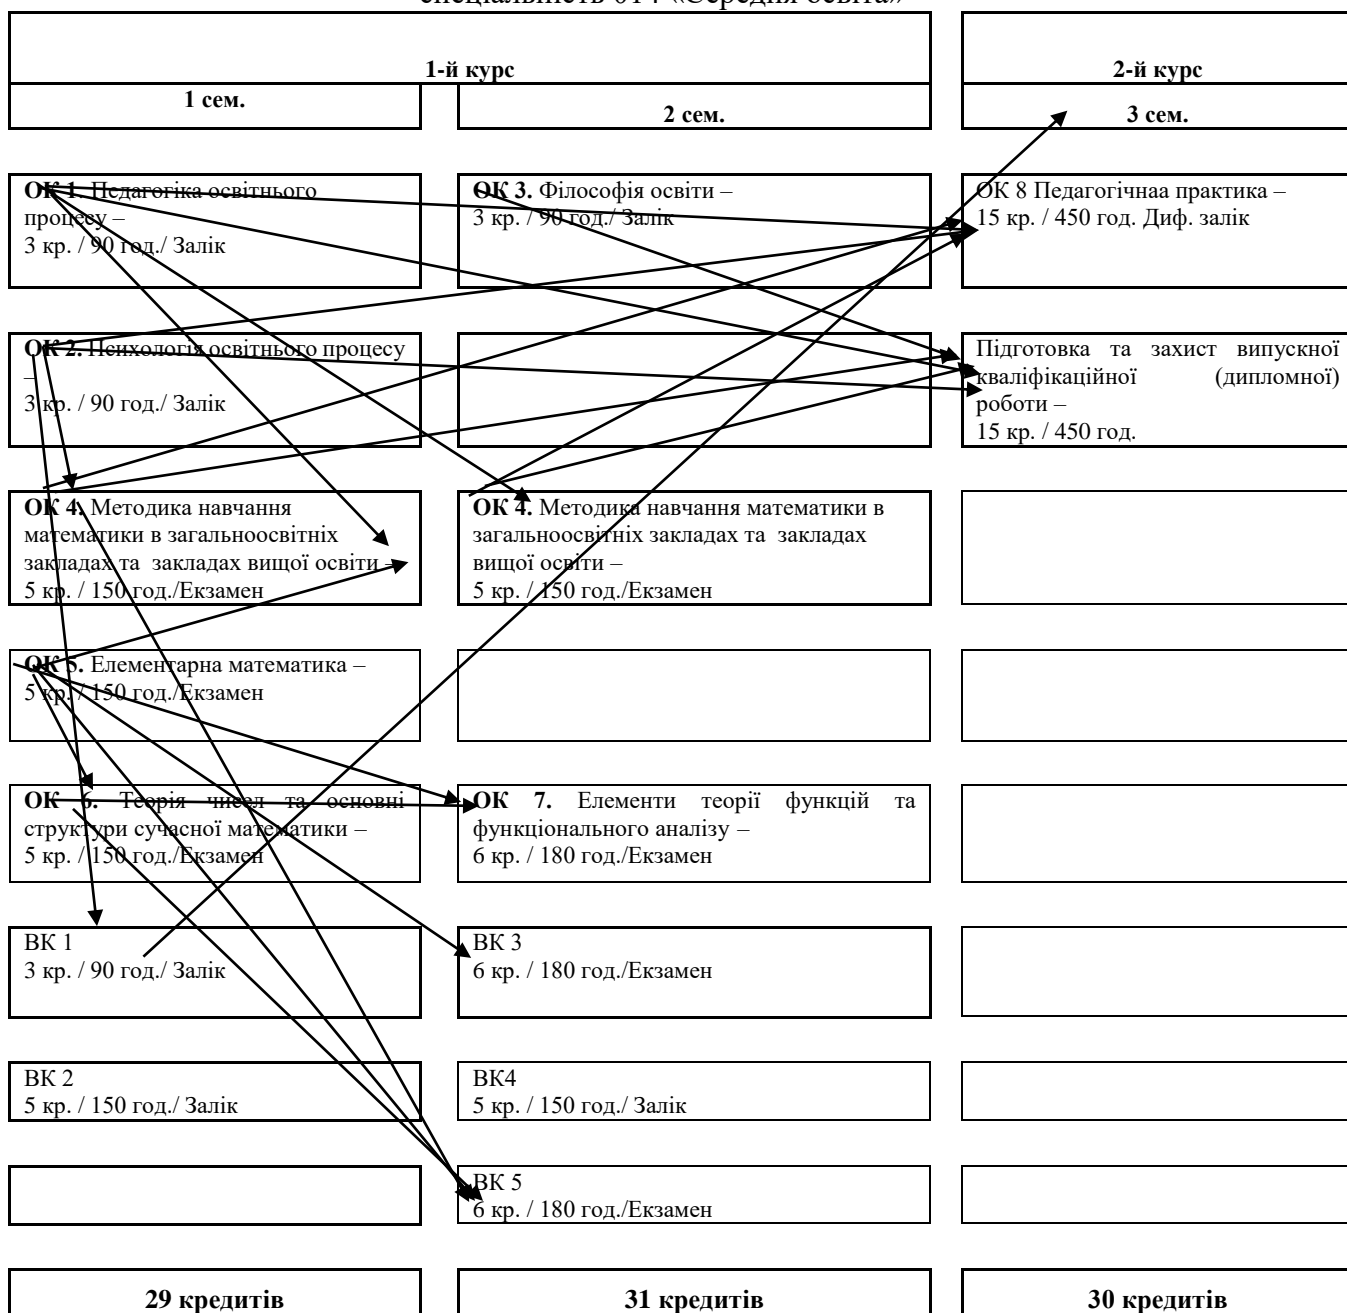 спеціальність 014 «Середня освіта»
1-й курс
2-й курс
1 сем.
2 сем.
3 сем.
ОК 1. Педагогіка освітнього
процесу –
3 кр. / 90 год./ Залік
ОК 3. Філософія освіти –
3 кр. / 90 год./ Залік
ОК 8 Педагогічнаа практика –
15 кр. / 450 год. Диф. залік
ОК 2. Психологія освітнього процесу
–
3 кр. / 90 год./ Залік
Підготовка та захист випускної
кваліфікаційної (дипломної)
роботи –
15 кр. / 450 год.
ОК 4. Методика навчання
математики в загальноосвітніх
закладах та закладах вищої освіти –
5 кр. / 150 год./Екзамен
ОК 4. Методика навчання математики в
загальноосвітніх закладах та закладах
вищої освіти –
5 кр. / 150 год./Екзамен
ОК 5. Елементарна математика –
5 кр. / 150 год./Екзамен
ОК 6. Теорія чисел та основні
структури сучасної математики –
5 кр. / 150 год./Екзамен
ОК 7. Елементи теорії функцій та
функціонального аналізу –
6 кр. / 180 год./Екзамен
ВК 1
3 кр. / 90 год./ Залік
ВК 3
6 кр. / 180 год./Екзамен
ВК 2
5 кр. / 150 год./ Залік
ВК4
5 кр. / 150 год./ Залік
ВК 5
6 кр. / 180 год./Екзамен
29 кредитів
31 кредитів
30 кредитів